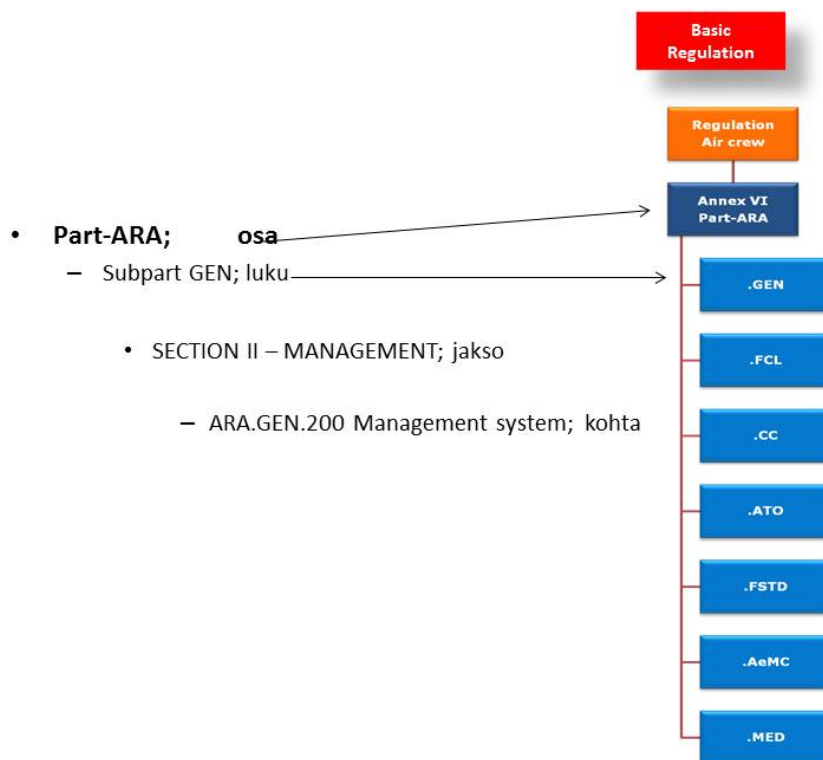 Basic
Regulation
Regulation
Air crew
Annex VI
Part-ARA
• Part-ARA; osa
– Subpart GEN; luku
• SECTION II – MANAGEMENT; jakso
– ARA.GEN.200 Management system; kohta
.GEN
.FCL
.CC
.ATO
.FSTD
.AeMC
.MED